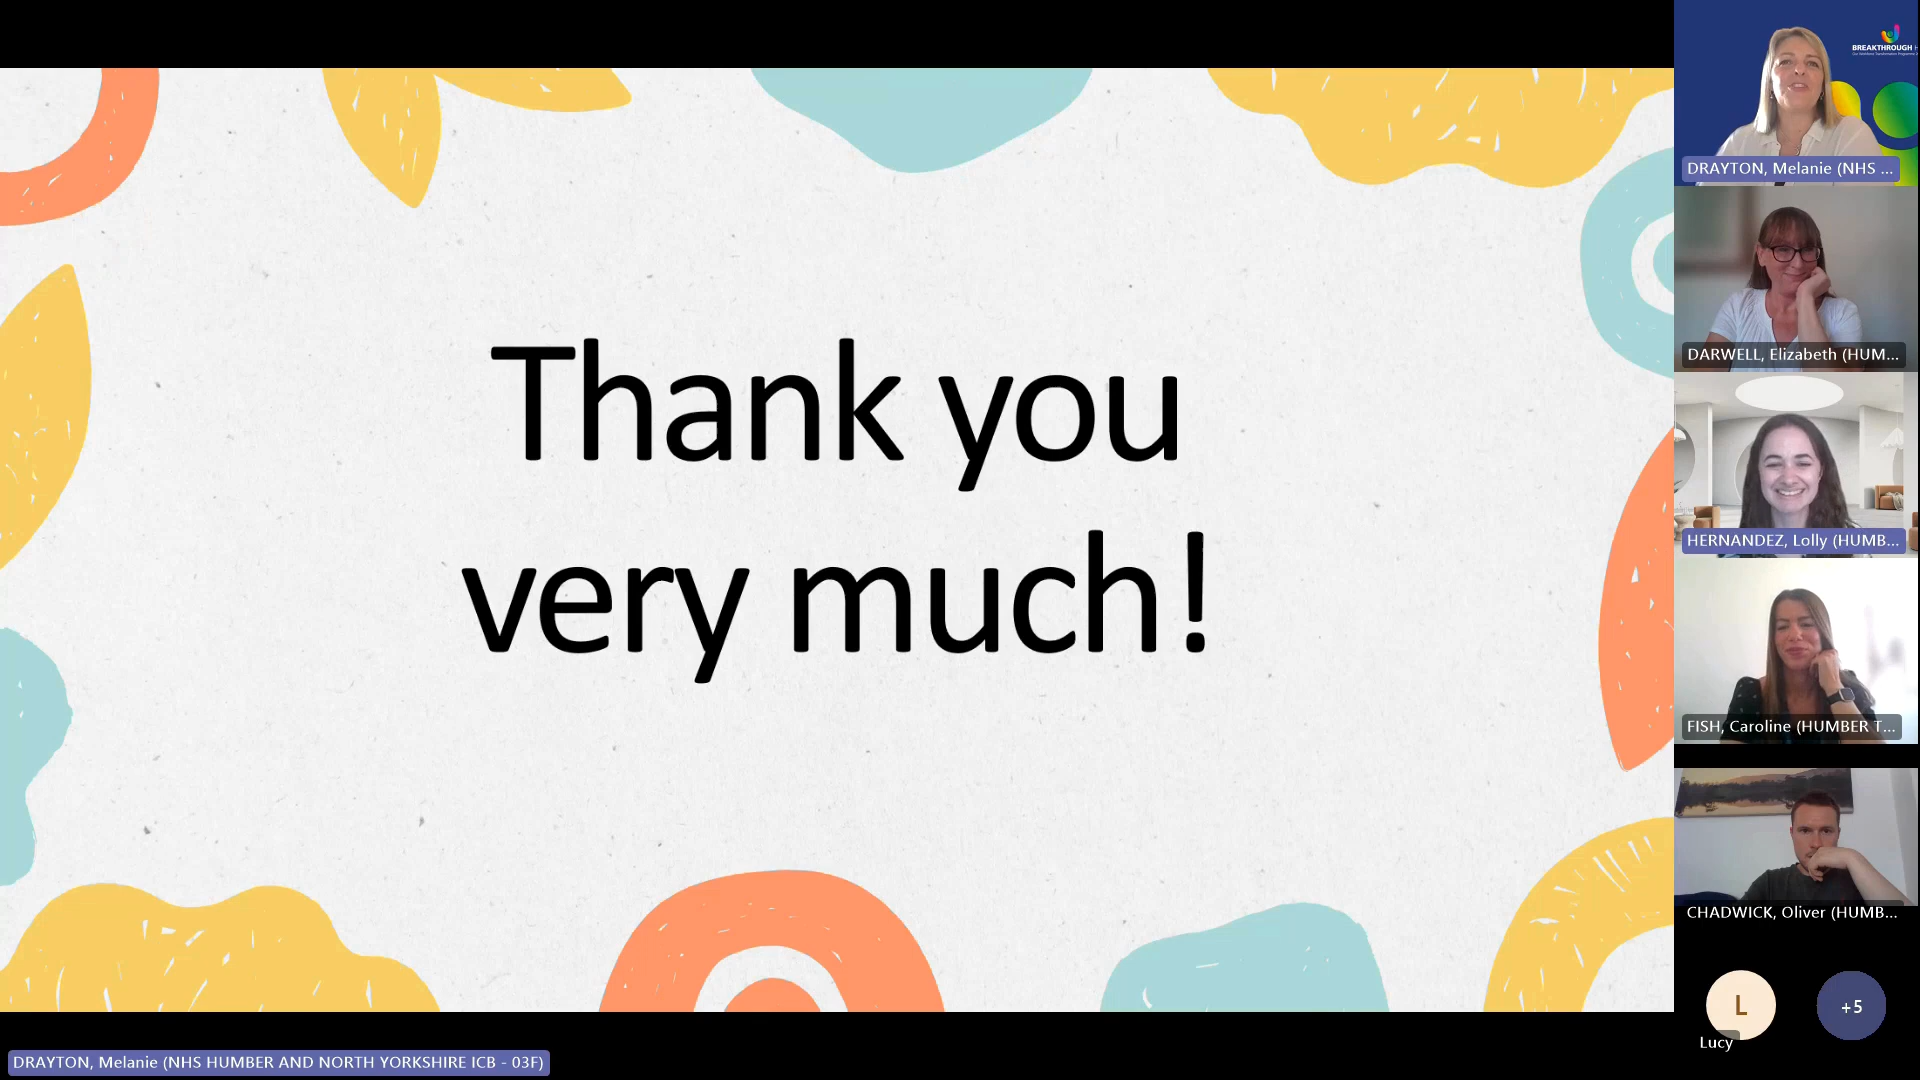 Thank you
very much!
BREAKTHROUGH H
DRAYTON, Melanie (NHS ...
DARWELL, Elizabeth (HUM...
HERNANDEZ, Lolly (HUMB...
FISH, Caroline (HUMBER T...
CHADWICK, Oliver (HUMB...
L
+5
Lucy
DRAYTON, Melanie (NHS HUMBER AND NORTH YORKSHIRE ICB - 03F)